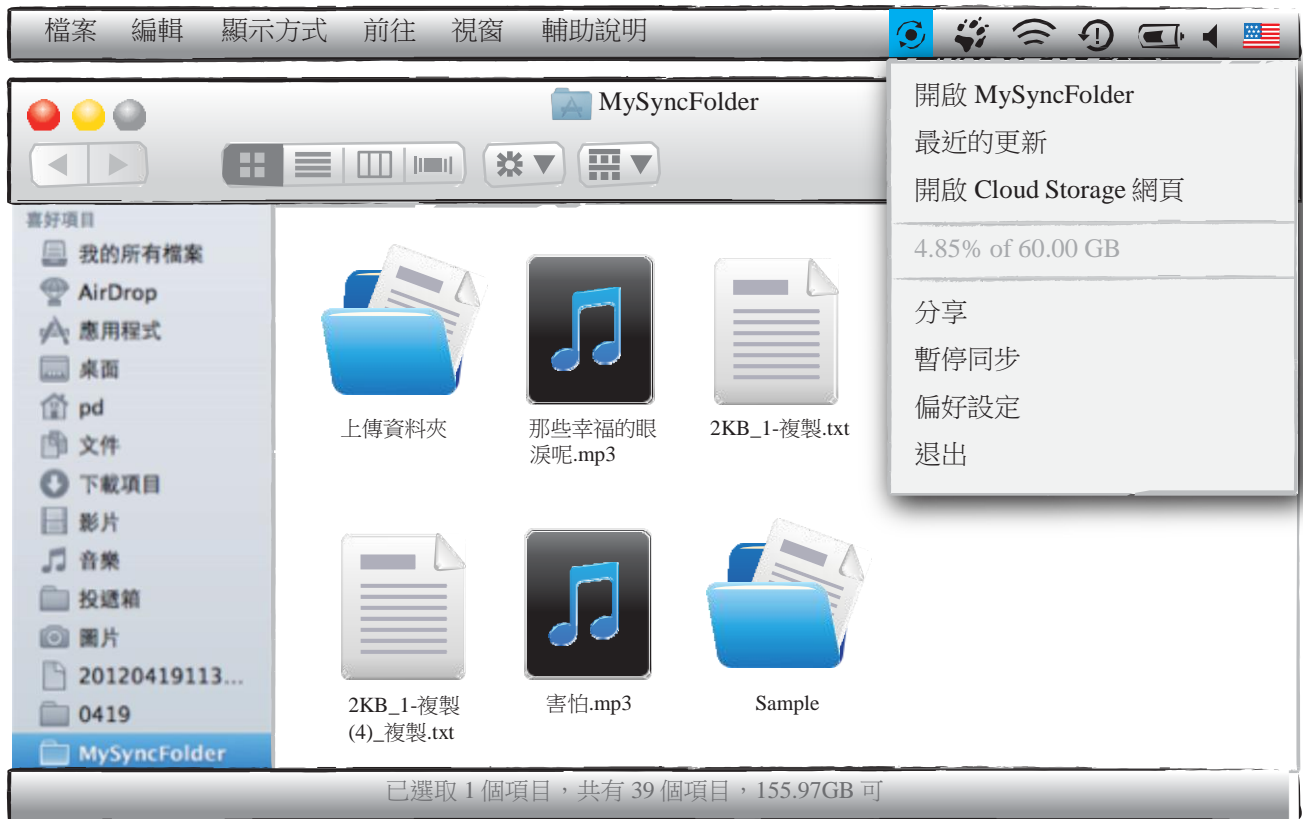 檔案 編輯 顯示方式 前往 視窗 輔助說明
MySyncFolder
開啟 MySyncFolder
最近的更新
開啟 Cloud Storage 網頁
4.85% of 60.00 GB
分享
暫停同步
偏好設定
退出
喜好項目
我的所有檔案
AirDrop
應用程式
桌面
pd
文件
下載項目
影片
音樂
投遞箱
圖片
20120419113...
0419
MySyncFolder
上傳資料夾
那些幸福的眼
淚呢.mp3
2KB_1-複製.txt
2KB_1-複製
(4)_複製.txt
害怕.mp3
Sample
已選取 1 個項目，共有 39 個項目，155.97GB 可